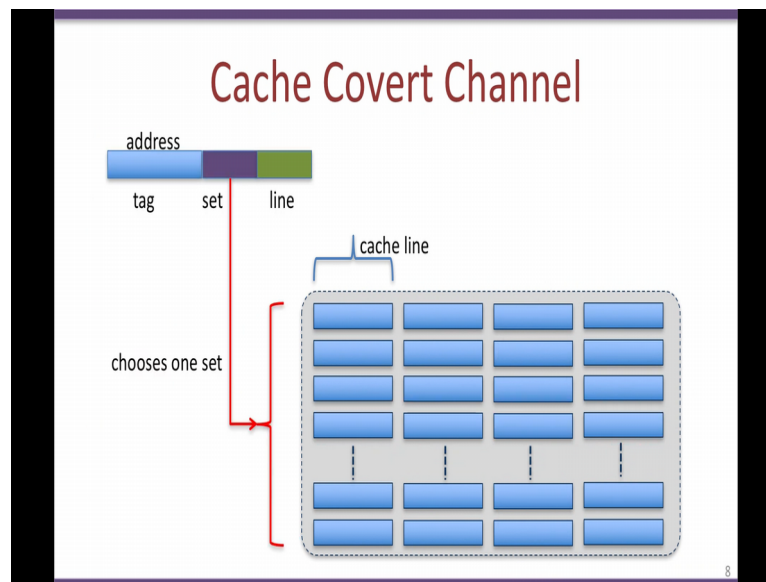 Cache Covert Channel
address
tag set line
cache line
chooses one set
8